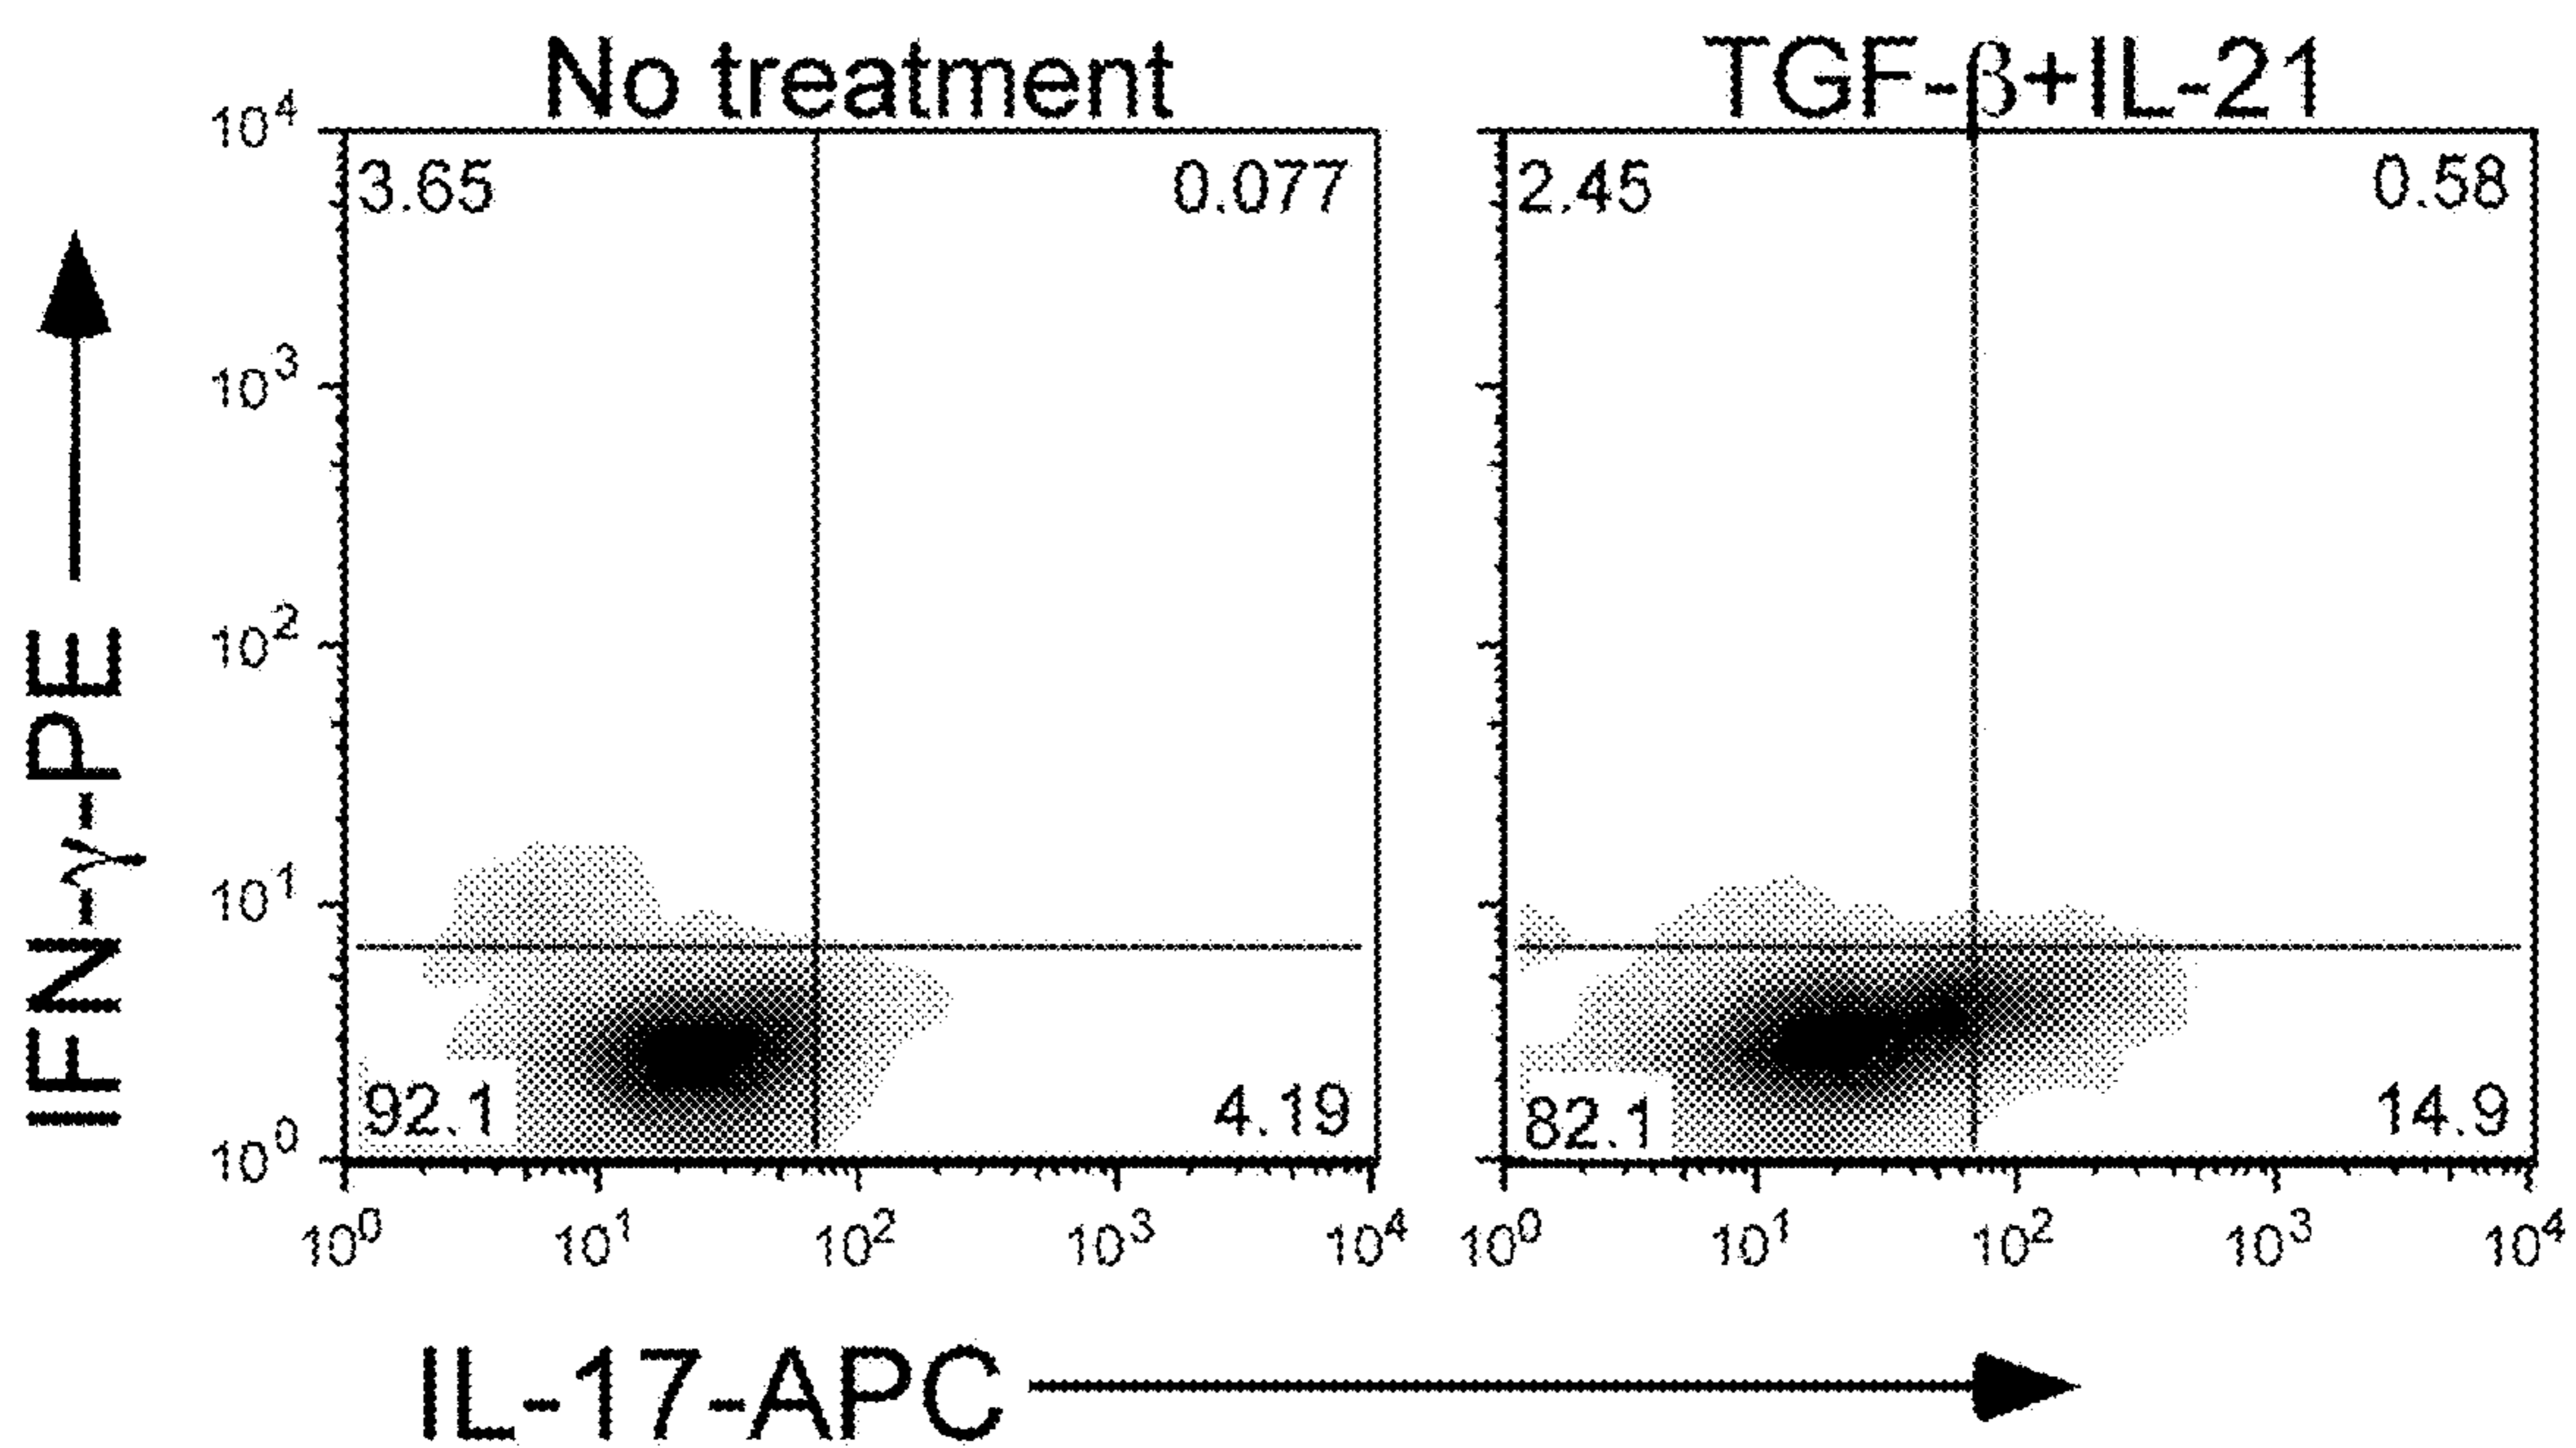 No treatment
TGF-β+IL-21
IFN-γ-PE
10⁴
10³
10²
10¹
10⁰
3.65
0.077
92.1
4.19
2.45
0.58
82.1
14.9
10⁰ 10¹ 10² 10³ 10⁴
10⁰ 10¹ 10² 10³ 10⁴
IL-17-APC